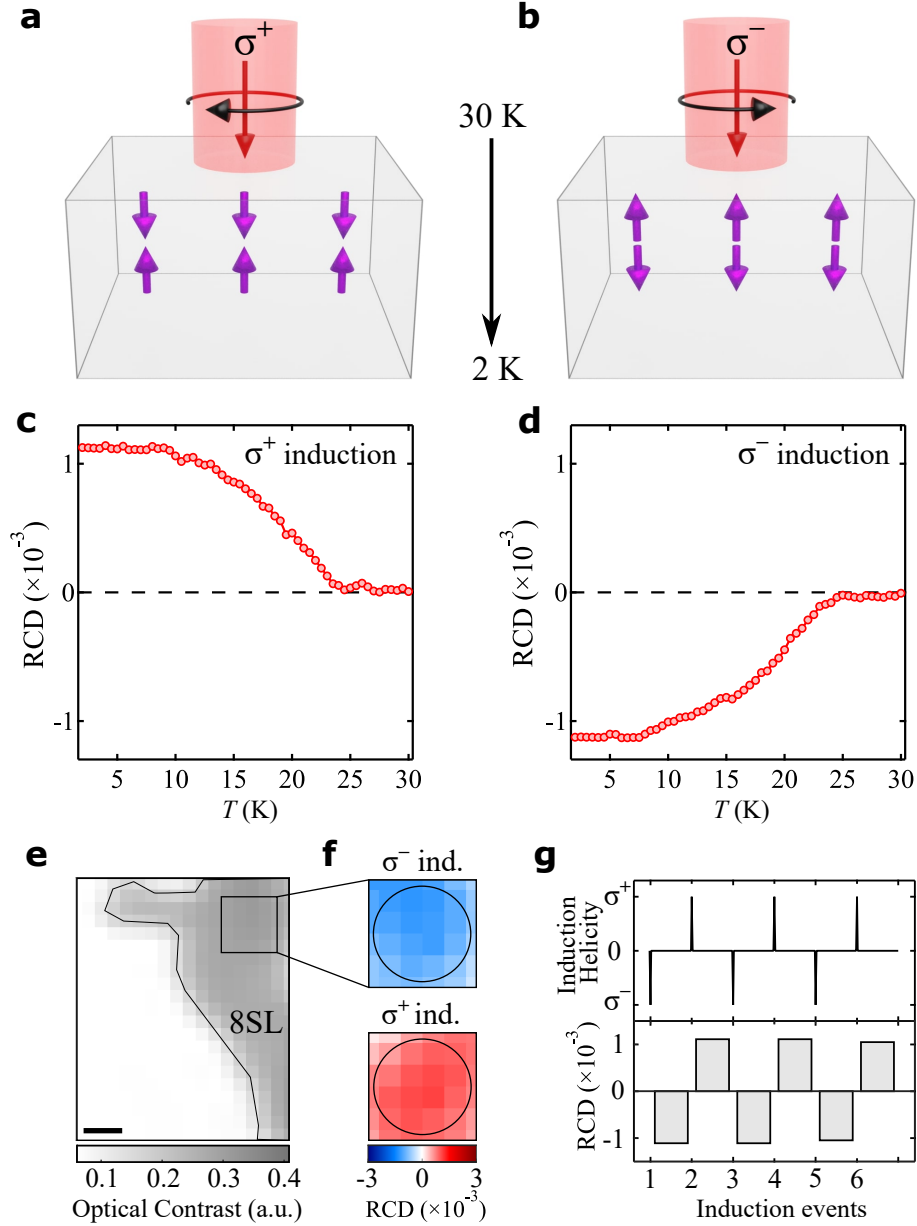 a
b
σ+
σ−
30 K
2 K
c
d
σ+ induction
σ− induction
RCD (×10-3)
1
0
-1
5 10 15 20 25 30
T (K)
RCD (×10-3)
1
0
-1
5 10 15 20 25 30
T (K)
e
f
g
8SL
0.1 0.2 0.3 0.4
Optical Contrast (a.u.)
σ− ind.
σ+ ind.
-3 0 3
RCD (×10-3)
Induction
Helicity
σ+
0
σ−
RCD (×10-3)
1
0
-1
1 2 3 4 5 6
Induction events